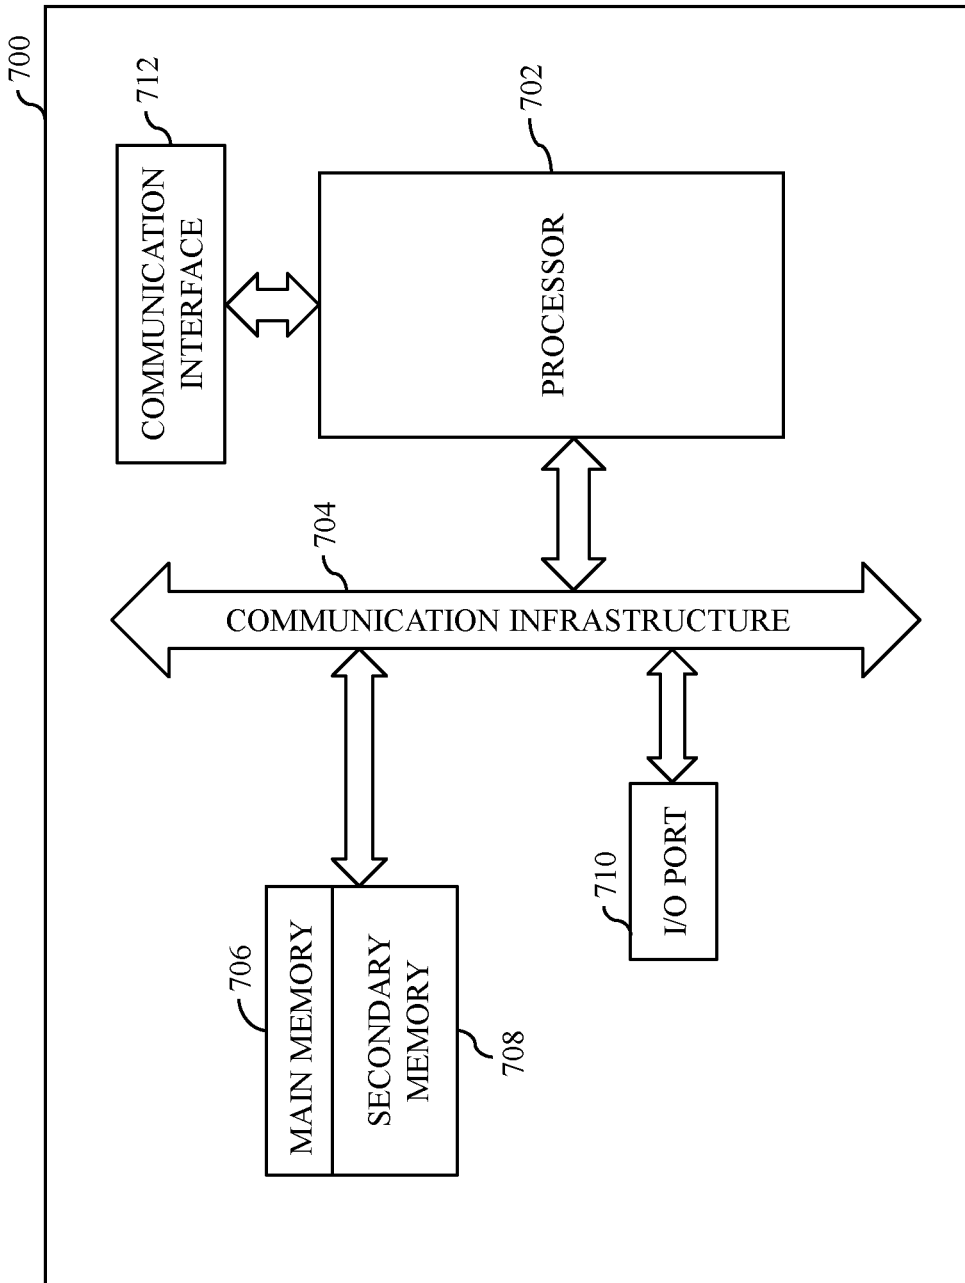 700
712
COMMUNICATION
INTERFACE
702
PROCESSOR
704
COMMUNICATION INFRASTRUCTURE
706
MAIN MEMORY
SECONDARY
MEMORY
708
710
I/O PORT